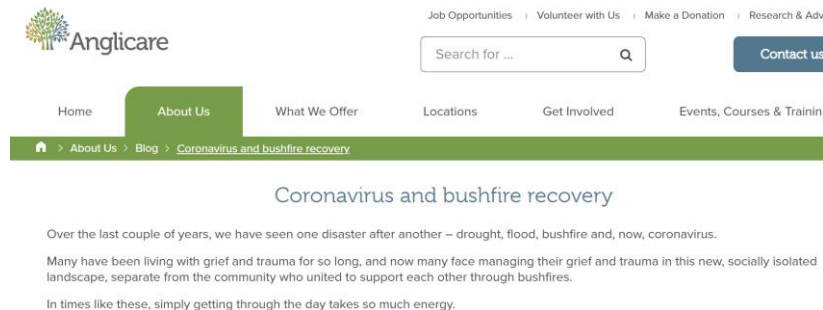 Job Opportunities Volunteer with Us Make a Donation Research & Adv
Anglicare
Search for ...
Contact us
Home About Us What We Offer Locations Get Involved Events, Courses & Trainin
> About Us > Blog > Coronavirus and bushfire recovery
Coronavirus and bushfire recovery
Over the last couple of years, we have seen one disaster after another – drought, flood, bushfire and, now, coronavirus.
Many have been living with grief and trauma for so long, and now many face managing their grief and trauma in this new, socially isolated
landscape, separate from the community who united to support each other through bushfires.
In times like these, simply getting through the day takes so much energy.